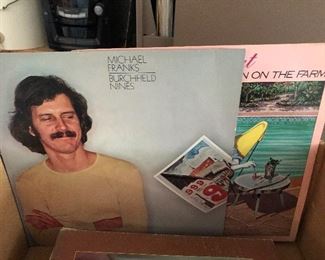 MICHAEL
FRANKS
BURCHFIELD
NINES
N ON THE FARM